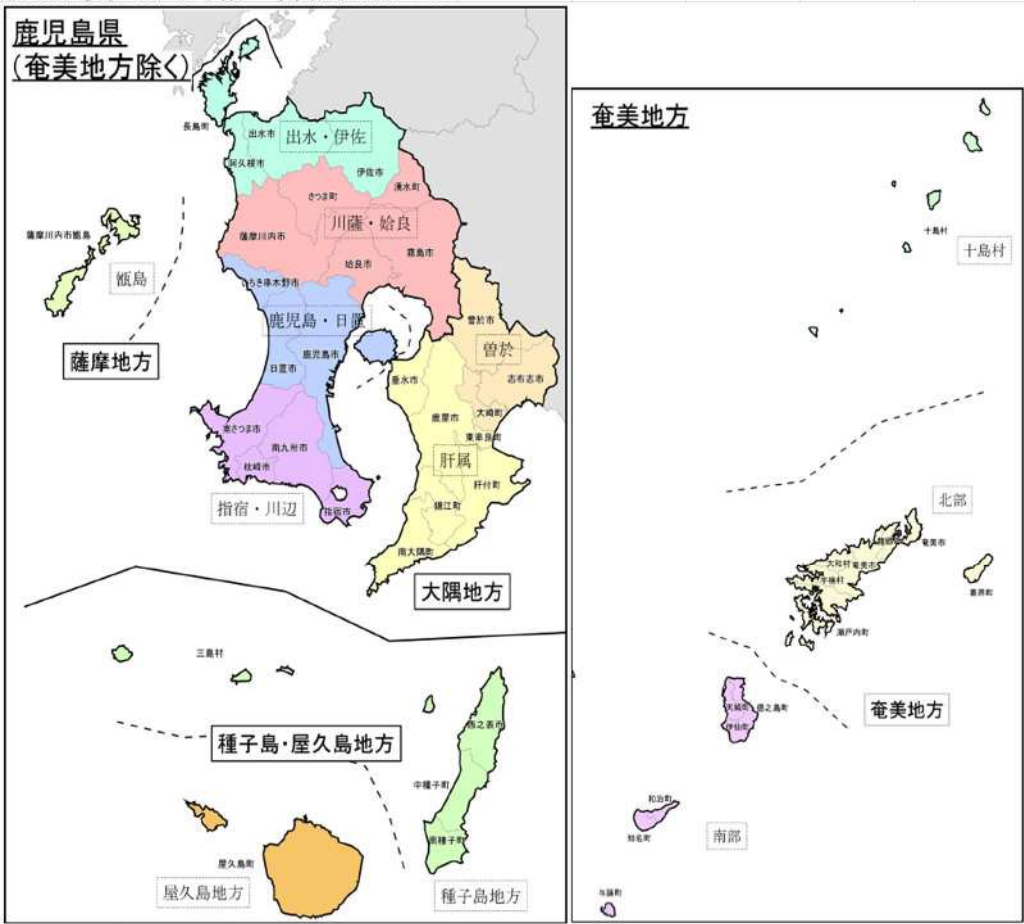 鹿児島県
(奄美地方除く)
長島町
出水市
出水・伊佐
阿久根市
伊佐市
湧水町
さつま町
川薩・姶良
薩摩川内市
霧島市
姶良市
薩摩川内市甑島
甑島
薩摩地方
いちき串木野市
鹿児島・日置
鹿児島市
日置市
曽於市
曽於
志布志市
垂水市
大崎町
鹿屋市
東串良町
肝属
肝付町
錦江町
南大隅町
大隅地方
南さつま市
南九州市
枕崎市
指宿市
指宿・川辺
三島村
種子島・屋久島地方
西之表市
中種子町
南種子町
種子島地方
屋久島町
屋久島地方
奄美地方
十島村
十島村
北部
奄美市
大和村
奄美市
宇検村
喜界町
瀬戸内町
奄美地方
天城町
徳之島町
伊仙町
和泊町
知名町
南部
与論町